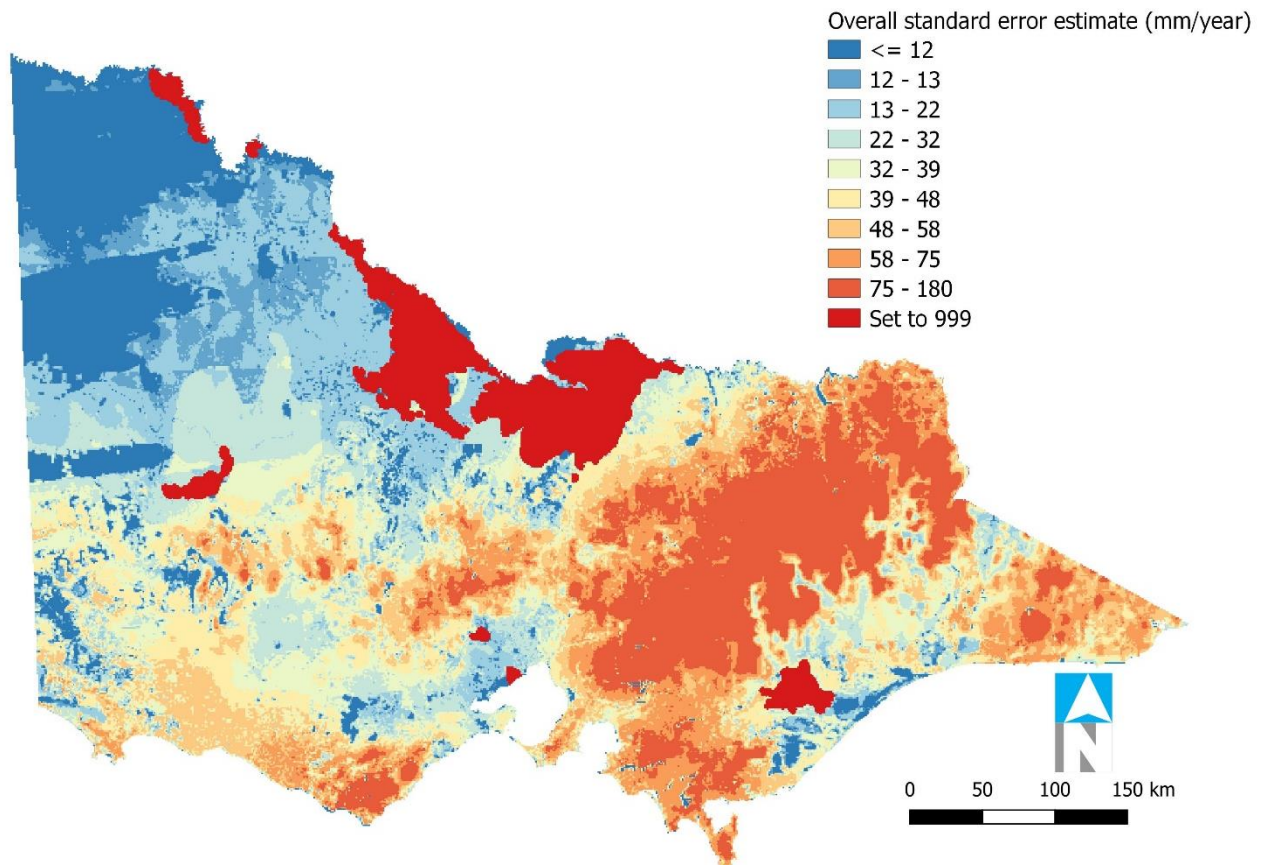 Overall standard error estimate (mm/year)
<= 12
12 - 13
13 - 22
22 - 32
32 - 39
39 - 48
48 - 58
58 - 75
75 - 180
Set to 999
N
0 50 100 150 km